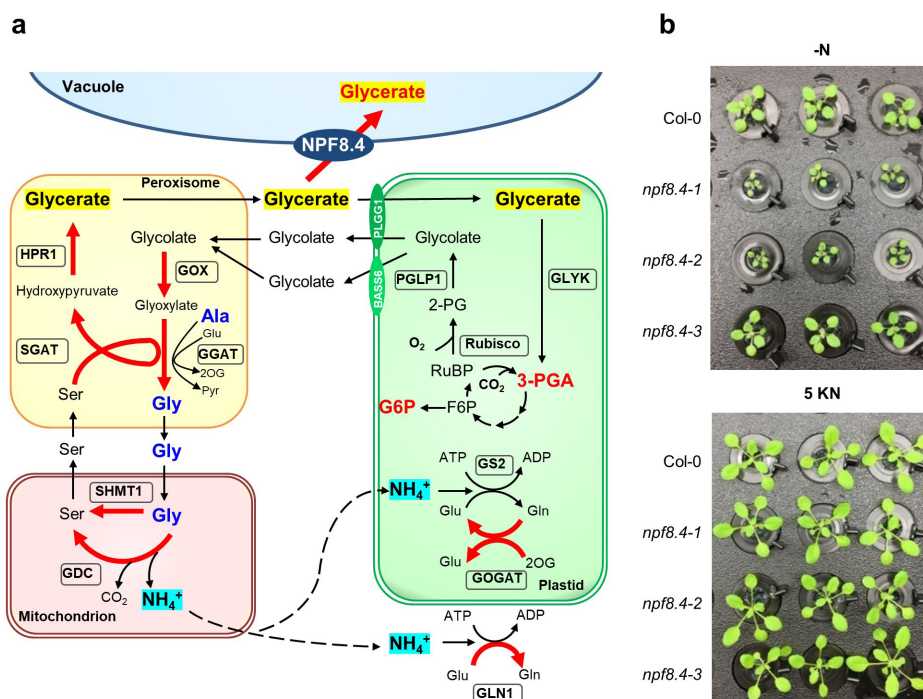 a
Vacuole
Glycerate
NPF8.4
Peroxisome
Glycerate
Glycerate
PLGG1
Glycerate
Glycolate
Glycolate
Glycolate
HPR1
GOX
Glycolate
BASS6
PGLP1
GLYK
Hydroxypyruvate
Glyoxylate
2-PG
Ala
Glu
O2
Rubisco
SGAT
GGAT
2OG
Pyr
RuBP
CO2
3-PGA
Ser
Gly
G6P
F6P
Ser
Gly
ATP
ADP
GS2
SHMT1
NH4+
Ser
Gly
Glu
Gln
GDC
CO2
NH4+
Glu
2OG
GOGAT
Plastid
Mitochondrion
ATP
ADP
NH4+
Glu
Gln
GLN1
b
-N
Col-0
npf8.4-1
npf8.4-2
npf8.4-3
5 KN
Col-0
npf8.4-1
npf8.4-2
npf8.4-3